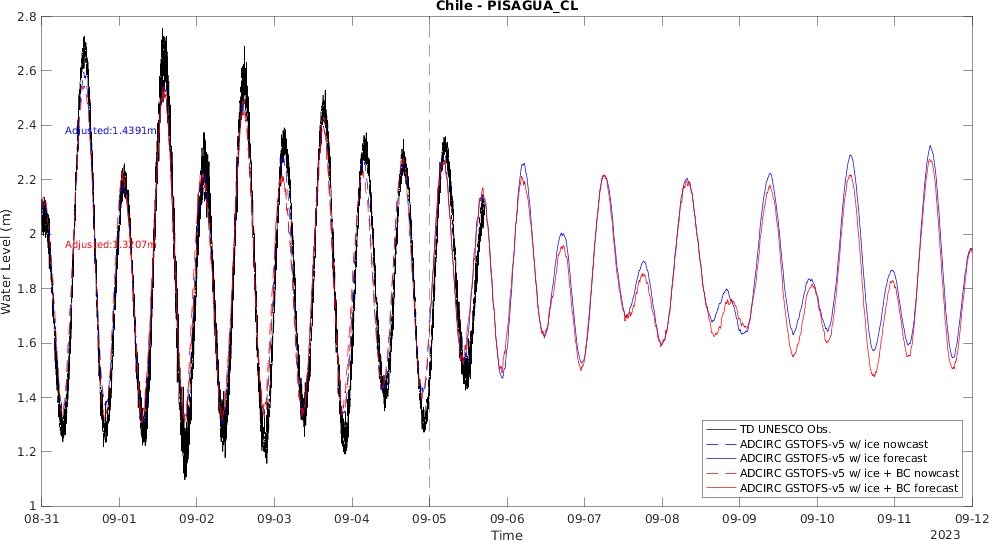 Chile - PISAGUA_CL
2.8
2.6
2.4
2.2
2
1.8
1.6
1.4
1.2
1
Water Level (m)
Adjusted:1.4391m
Adjusted:1.3207m
TD UNESCO Obs.
ADCIRC GSTOFS-v5 w/ ice nowcast
ADCIRC GSTOFS-v5 w/ ice forecast
ADCIRC GSTOFS-v5 w/ ice + BC nowcast
ADCIRC GSTOFS-v5 w/ ice + BC forecast
08-31 09-01 09-02 09-03 09-04 09-05 09-06 09-07 09-08 09-09 09-10 09-11 09-12
Time
2023